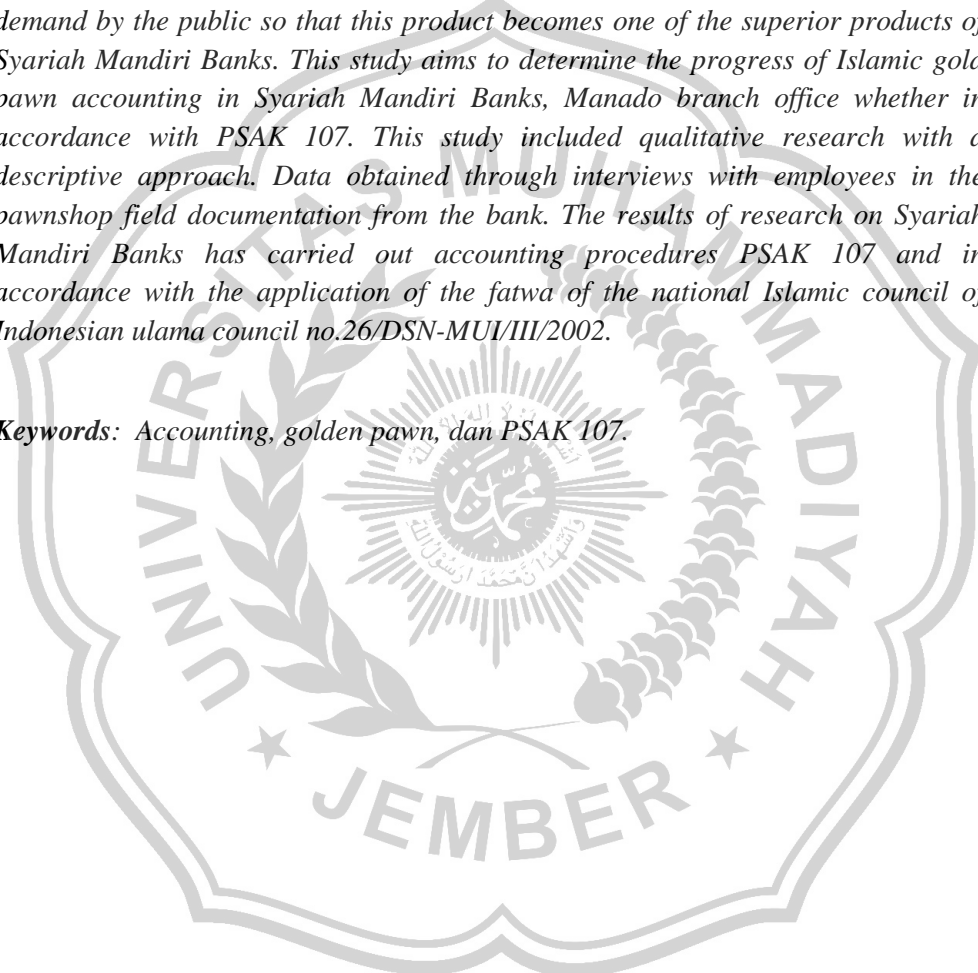 demand by the public so that this product becomes one of the superior products of
Syariah Mandiri Banks. This study aims to determine the progress of Islamic gold
pawn accounting in Syariah Mandiri Banks, Manado branch office whether in
accordance with PSAK 107. This study included qualitative research with a
descriptive approach. Data obtained through interviews with employees in the
pawnshop field documentation from the bank. The results of research on Syariah
Mandiri Banks has carried out accounting procedures PSAK 107 and in
accordance with the application of the fatwa of the national Islamic council of
Indonesian ulama council no.26/DSN-MUI/III/2002.
Keywords: Accounting, golden pawn, dan PSAK 107.
UNIVERSITAS MUHAMMADIYAH
JEMBER